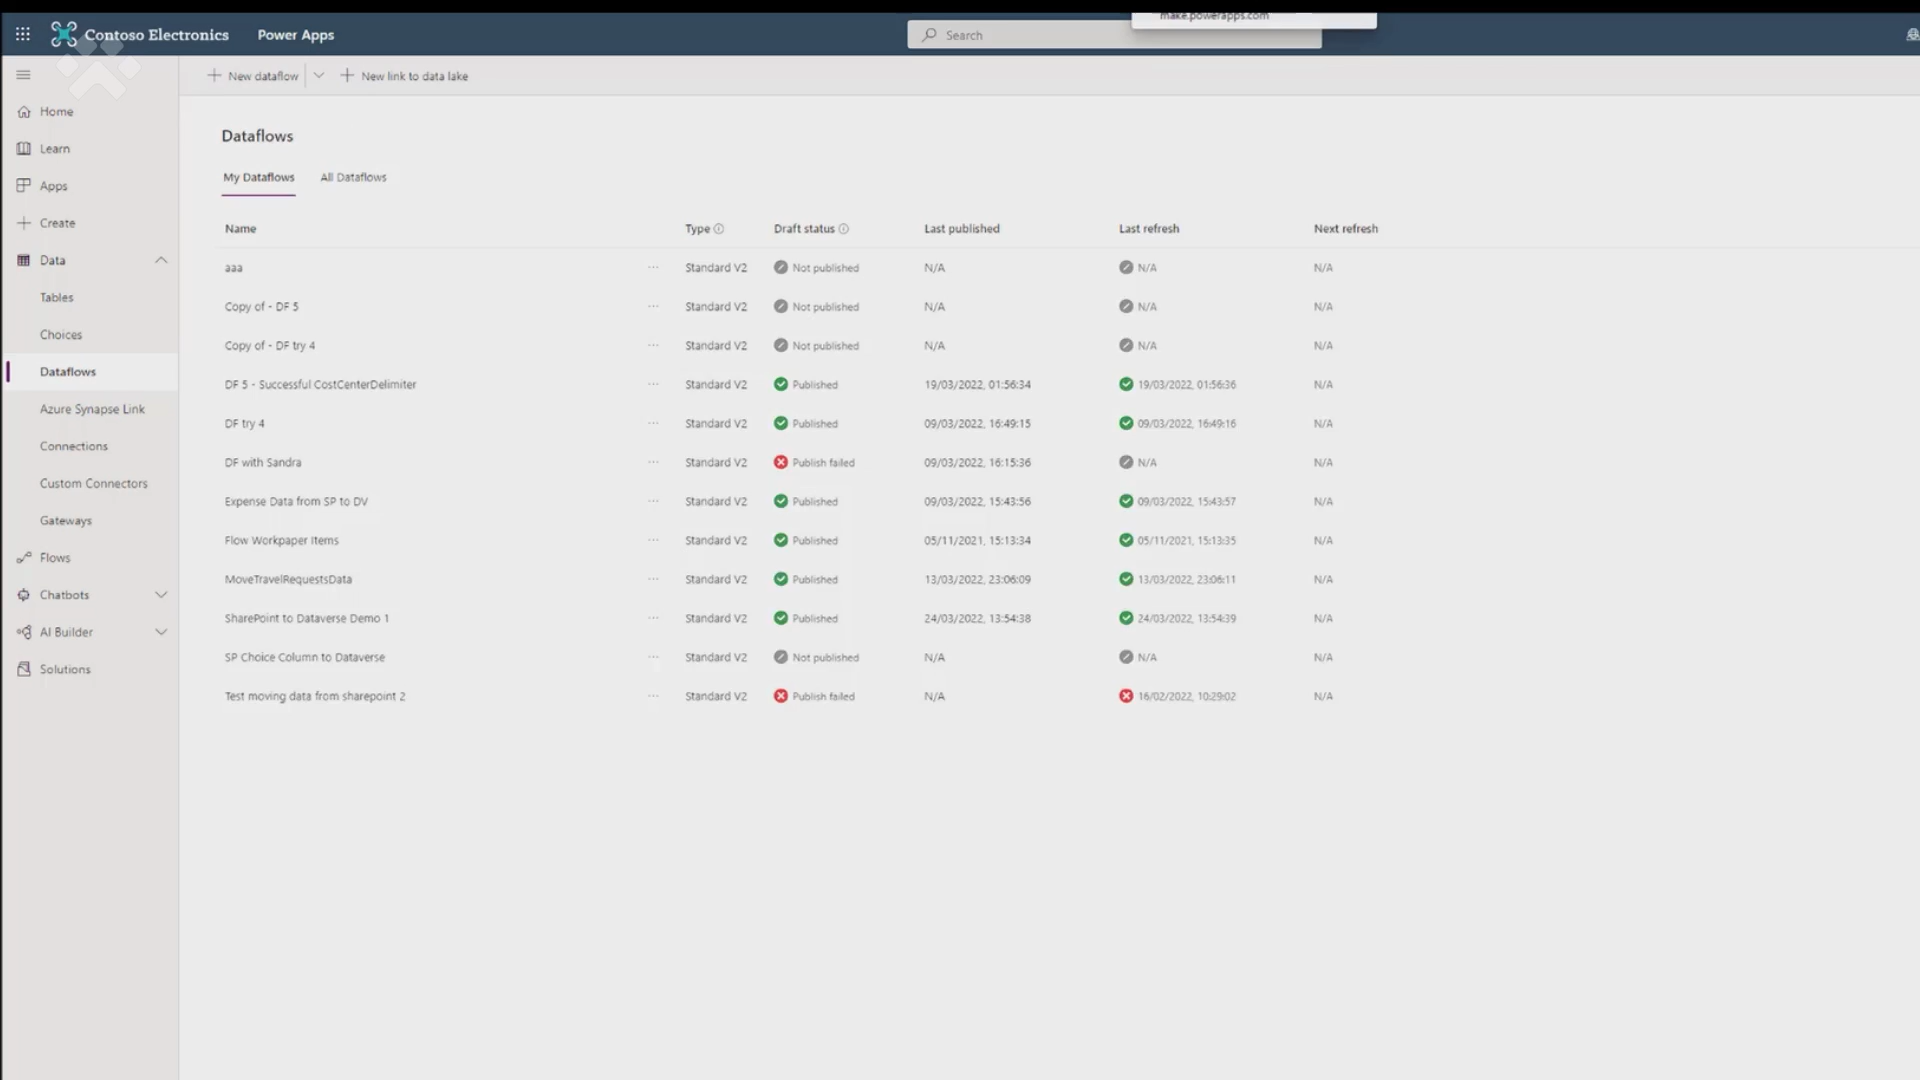 make.powerapps.com
Contoso Electronics Power Apps Search
New dataflow New link to data lake
Home
Learn
Apps
Create
Data
Tables
Choices
Dataflows
Azure Synapse Link
Connections
Custom Connectors
Gateways
Flows
Chatbots
AI Builder
Solutions
Dataflows
My Dataflows All Dataflows
Name Type Draft status Last published Last refresh Next refresh
aaa ... Standard V2 Not published N/A N/A N/A
Copy of - DF 5 ... Standard V2 Not published N/A N/A N/A
Copy of - DF try 4 ... Standard V2 Not published N/A N/A N/A
DF 5 - Successful CostCenterDelimiter ... Standard V2 Published 19/03/2022, 01:56:34 19/03/2022, 01:56:36 N/A
DF try 4 ... Standard V2 Published 09/03/2022, 16:49:15 09/03/2022, 16:49:16 N/A
DF with Sandra ... Standard V2 Publish failed 09/03/2022, 16:15:36 N/A N/A
Expense Data from SP to DV ... Standard V2 Published 09/03/2022, 15:43:56 09/03/2022, 15:43:57 N/A
Flow Workpaper Items ... Standard V2 Published 05/11/2021, 15:13:34 05/11/2021, 15:13:35 N/A
MoveTravelRequestsData ... Standard V2 Published 13/03/2022, 23:06:09 13/03/2022, 23:06:11 N/A
SharePoint to Dataverse Demo 1 ... Standard V2 Published 24/03/2022, 13:54:38 24/03/2022, 13:54:39 N/A
SP Choice Column to Dataverse ... Standard V2 Not published N/A N/A N/A
Test moving data from sharepoint 2 ... Standard V2 Publish failed N/A 16/02/2022, 10:29:02 N/A